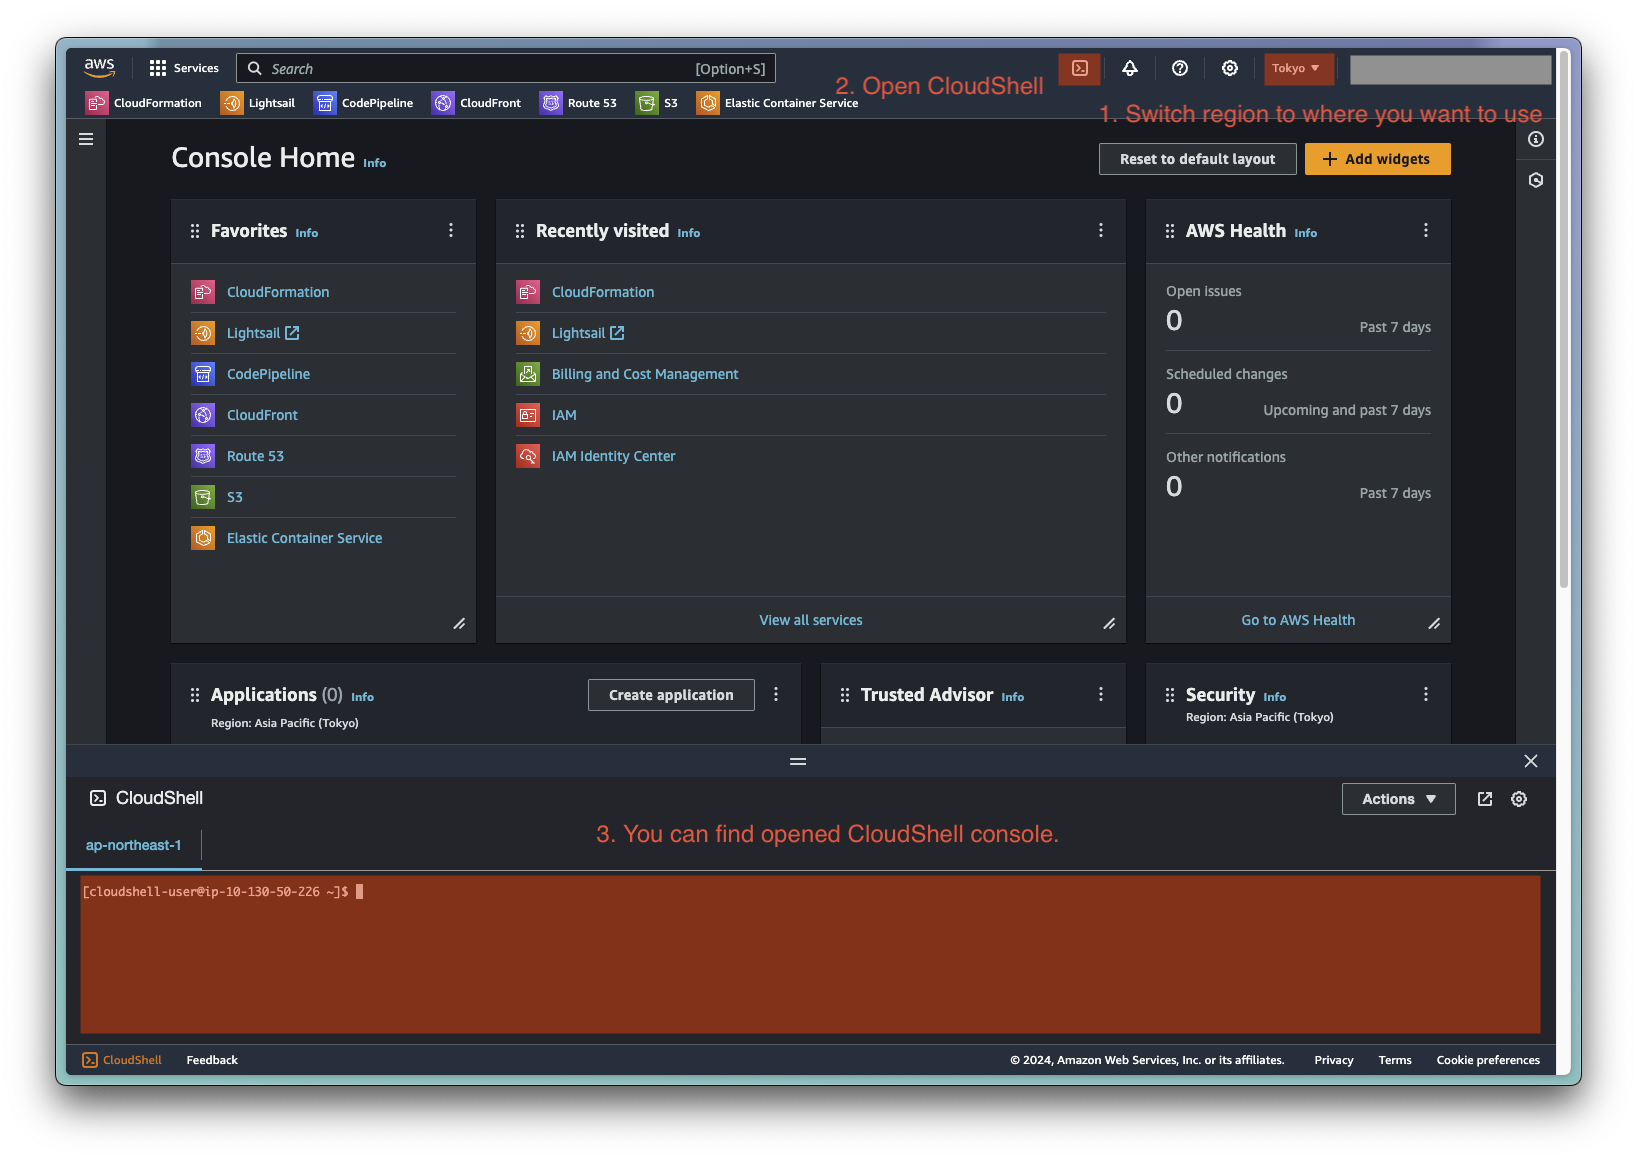 aws
Services
Search
[Option+S]
2. Open CloudShell
Tokyo
CloudFormation
Lightsail
CodePipeline
CloudFront
Route 53
S3
Elastic Container Service
1. Switch region to where you want to use
Console Home Info
Reset to default layout
Add widgets
Favorites Info
CloudFormation
Lightsail
CodePipeline
CloudFront
Route 53
S3
Elastic Container Service
Recently visited Info
CloudFormation
Lightsail
Billing and Cost Management
IAM
IAM Identity Center
View all services
AWS Health Info
Open issues
0
Past 7 days
Scheduled changes
0
Upcoming and past 7 days
Other notifications
0
Past 7 days
Go to AWS Health
Applications (0) Info
Region: Asia Pacific (Tokyo)
Create application
Trusted Advisor Info
Security Info
Region: Asia Pacific (Tokyo)
CloudShell
Actions
3. You can find opened CloudShell console.
ap-northeast-1
[cloudshell-user@ip-10-130-50-226 ~]$
CloudShell
Feedback
© 2024, Amazon Web Services, Inc. or its affiliates.
Privacy
Terms
Cookie preferences